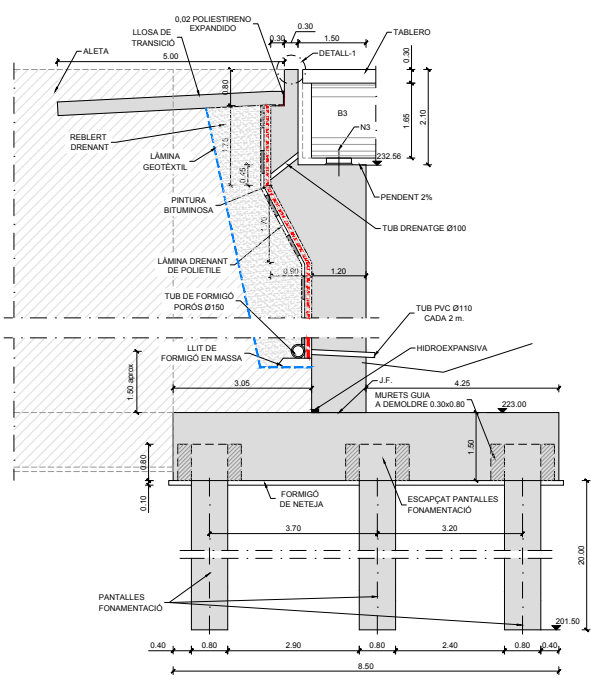 0,02 POLIESTIRENO
EXPANDIDO
LLOSA DE
TRANSICIÓ
0.30
0.30
1.50
TABLERO
ALETA
5.00
DETALL-1
0.30
0.80
B3
N3
1.65
2.10
REBLERT
DRENANT
1.25
LÀMINA
GEOTÈXTIL
232.56
0.45
PINTURA
BITUMINOSA
PENDENT 2%
1.70
TUB DRENATGE Ø100
LÀMINA DRENANT
DE POLIETILE
0.90
1.20
TUB DE FORMIGÓ
PORÓS Ø150
TUB PVC Ø110
CADA 2 m.
LLIT DE
FORMIGÓ EN MASSA
HIDROEXPANSIVA
1.50 aprox
3.05
J.F.
4.25
MURETS GUIA
A DEMOLDRE 0.30x0.80
223.00
1.50
0.80
0.10
FORMIGÓ
DE NETEJA
ESCAPÇAT PANTALLES
FONAMENTACIÓ
3.70
3.20
20.00
PANTALLES
FONAMENTACIÓ
201.50
0.40
0.80
2.90
0.80
2.40
0.80
0.40
8.50